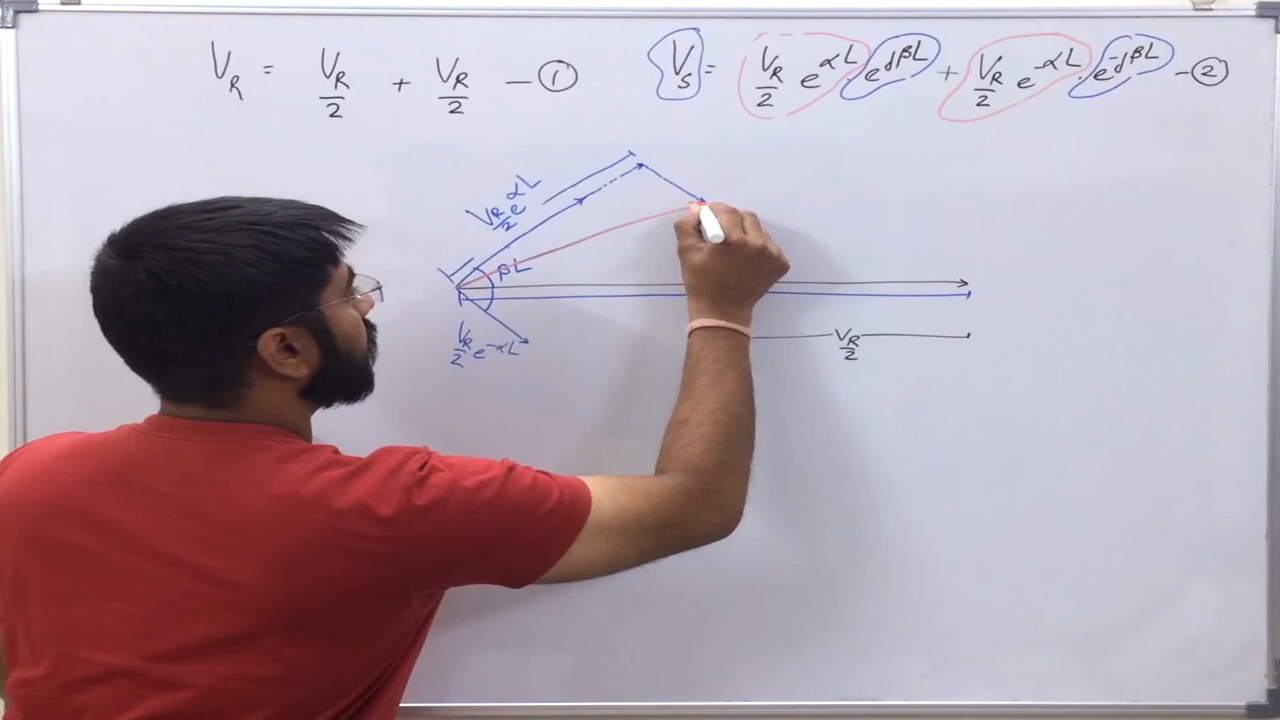 V_R = V_R/2 + V_R/2 - ①
V_S = V_R/2 e^{αL} . e^{jβL} + V_R/2 e^{-αL} . e^{-jβL} - ②
V_R/2 e^{αL}
βL
V_R/2 e^{-αL}
V_R/2